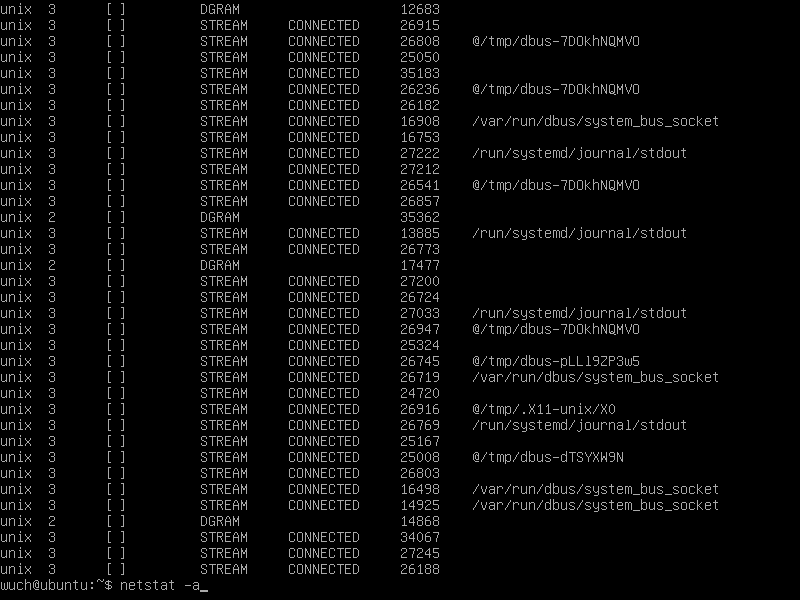 unix  3      [ ]         DGRAM                    12683
unix  3      [ ]         STREAM     CONNECTED     26915
unix  3      [ ]         STREAM     CONNECTED     26808    @/tmp/dbus-7DOkhNQMVO
unix  3      [ ]         STREAM     CONNECTED     25050
unix  3      [ ]         STREAM     CONNECTED     35183
unix  3      [ ]         STREAM     CONNECTED     26236    @/tmp/dbus-7DOkhNQMVO
unix  3      [ ]         STREAM     CONNECTED     26182
unix  3      [ ]         STREAM     CONNECTED     16908    /var/run/dbus/system_bus_socket
unix  3      [ ]         STREAM     CONNECTED     16753
unix  3      [ ]         STREAM     CONNECTED     27222    /run/systemd/journal/stdout
unix  3      [ ]         STREAM     CONNECTED     27212
unix  3      [ ]         STREAM     CONNECTED     26541    @/tmp/dbus-7DOkhNQMVO
unix  3      [ ]         STREAM     CONNECTED     26857
unix  2      [ ]         DGRAM                    35362
unix  3      [ ]         STREAM     CONNECTED     13885    /run/systemd/journal/stdout
unix  3      [ ]         STREAM     CONNECTED     26773
unix  2      [ ]         DGRAM                    17477
unix  3      [ ]         STREAM     CONNECTED     27200
unix  3      [ ]         STREAM     CONNECTED     26724
unix  3      [ ]         STREAM     CONNECTED     27033    /run/systemd/journal/stdout
unix  3      [ ]         STREAM     CONNECTED     26947    @/tmp/dbus-7DOkhNQMVO
unix  3      [ ]         STREAM     CONNECTED     25324
unix  3      [ ]         STREAM     CONNECTED     26745    @/tmp/dbus-pLLl9ZP3w5
unix  3      [ ]         STREAM     CONNECTED     26719    /var/run/dbus/system_bus_socket
unix  3      [ ]         STREAM     CONNECTED     24720
unix  3      [ ]         STREAM     CONNECTED     26916    @/tmp/.X11-unix/X0
unix  3      [ ]         STREAM     CONNECTED     26769    /run/systemd/journal/stdout
unix  3      [ ]         STREAM     CONNECTED     25167
unix  3      [ ]         STREAM     CONNECTED     25008    @/tmp/dbus-dTSYXW9N
unix  3      [ ]         STREAM     CONNECTED     26803
unix  3      [ ]         STREAM     CONNECTED     16498    /var/run/dbus/system_bus_socket
unix  3      [ ]         STREAM     CONNECTED     14925    /var/run/dbus/system_bus_socket
unix  2      [ ]         DGRAM                    14868
unix  3      [ ]         STREAM     CONNECTED     34067
unix  3      [ ]         STREAM     CONNECTED     27245
unix  3      [ ]         STREAM     CONNECTED     26188
wuch@ubuntu:~$ netstat -a_